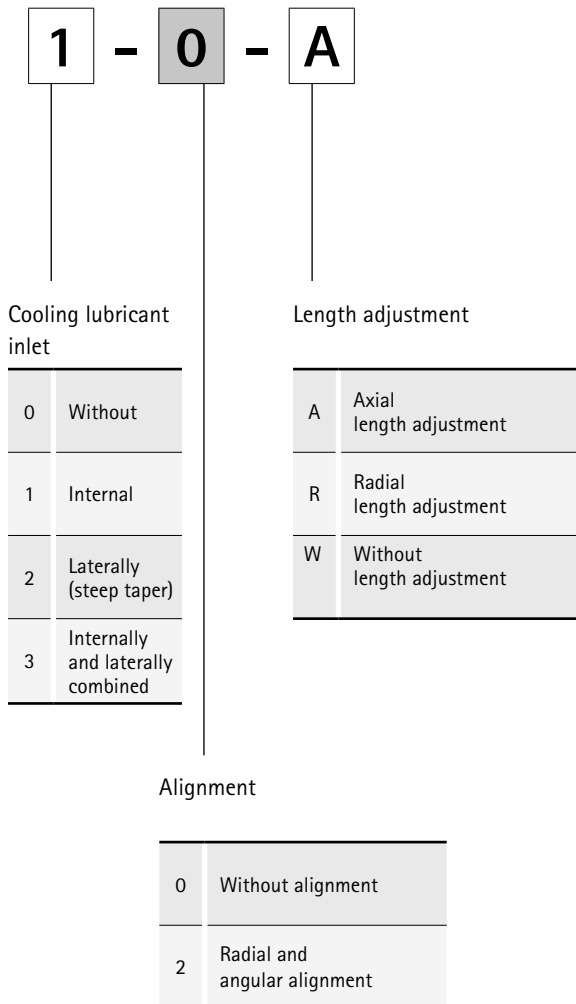 1 - 0 - A
Cooling lubricant
inlet
0 Without
1 Internal
2 Laterally
(steep taper)
3 Internally
and laterally
combined
Length adjustment
A Axial
length adjustment
R Radial
length adjustment
W Without
length adjustment
Alignment
0 Without alignment
2 Radial and
angular alignment